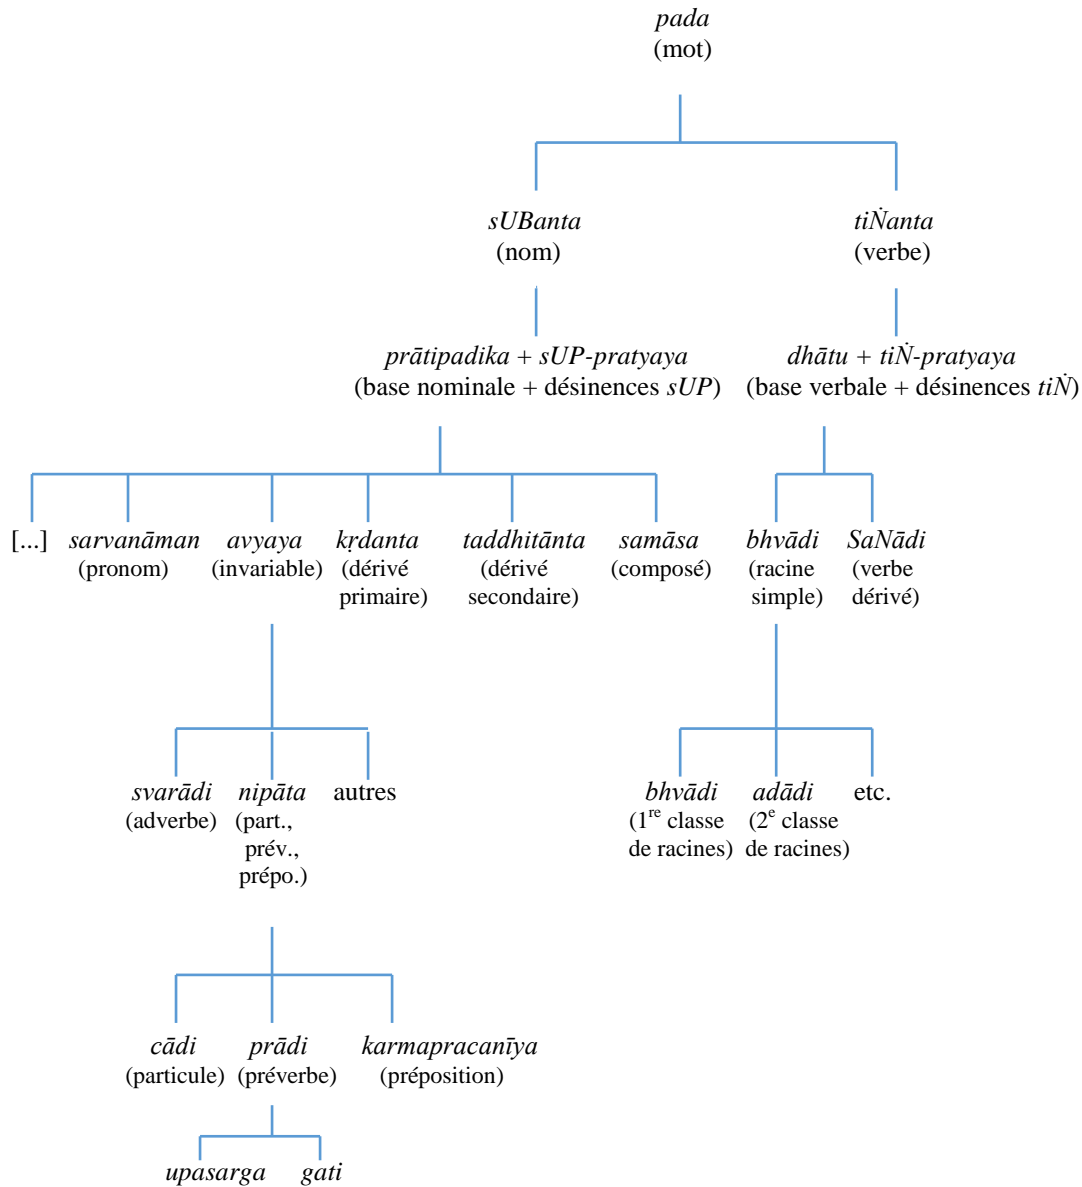 pada
(mot)
sUBanta tiṄanta
(nom) (verbe)
prātipadika + sUP-pratyaya dhātu + tiṄ-pratyaya
(base nominale + désinences sUP) (base verbale + désinences tiṄ)
[...] sarvanāman avyaya kṛdanta taddhitānta samāsa bhvādi SaNādi
(pronom) (invariable) (dérivé (dérivé (composé) (racine (verbe
primaire) secondaire) simple) dérivé)
svarādi nipāta autres bhvādi adādi etc.
(adverbe) (part., (1re classe (2e classe
prév., de racines) de racines)
prépo.)
cādi prādi karmapracanīya
(particule) (préverbe) (préposition)
upasarga gati